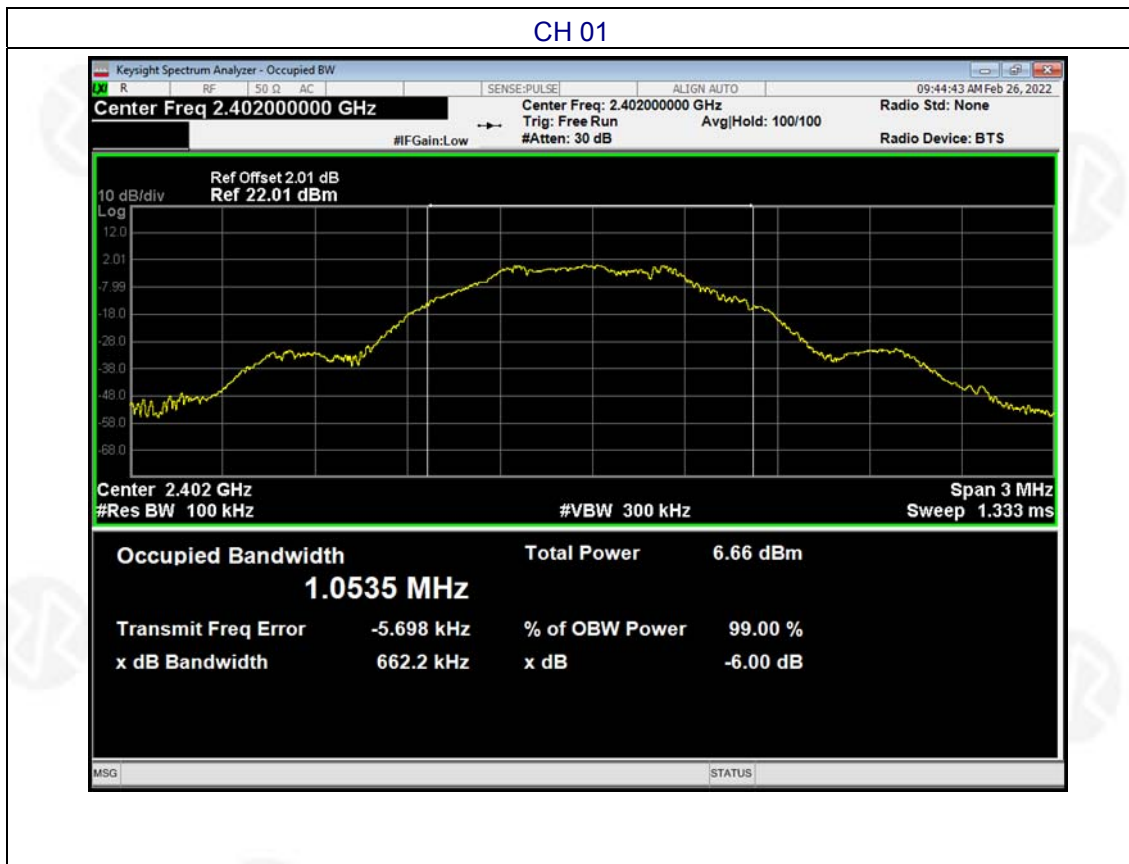 CH 01
Keysight Spectrum Analyzer - Occupied BW
LXI R RF 50 Ω AC SENSE:PULSE ALIGN AUTO 09:44:43 AM Feb 26, 2022
Center Freq 2.402000000 GHz Center Freq: 2.402000000 GHz Radio Std: None
Trig: Free Run Avg|Hold: 100/100
#IFGain:Low #Atten: 30 dB Radio Device: BTS
Ref Offset 2.01 dB
10 dB/div Ref 22.01 dBm
Log
12.0
2.01
-7.99
-18.0
-28.0
-38.0
-48.0
-58.0
-68.0
Center 2.402 GHz Span 3 MHz
#Res BW 100 kHz #VBW 300 kHz Sweep 1.333 ms
Occupied Bandwidth Total Power 6.66 dBm
1.0535 MHz
Transmit Freq Error -5.698 kHz % of OBW Power 99.00 %
x dB Bandwidth 662.2 kHz x dB -6.00 dB
MSG STATUS